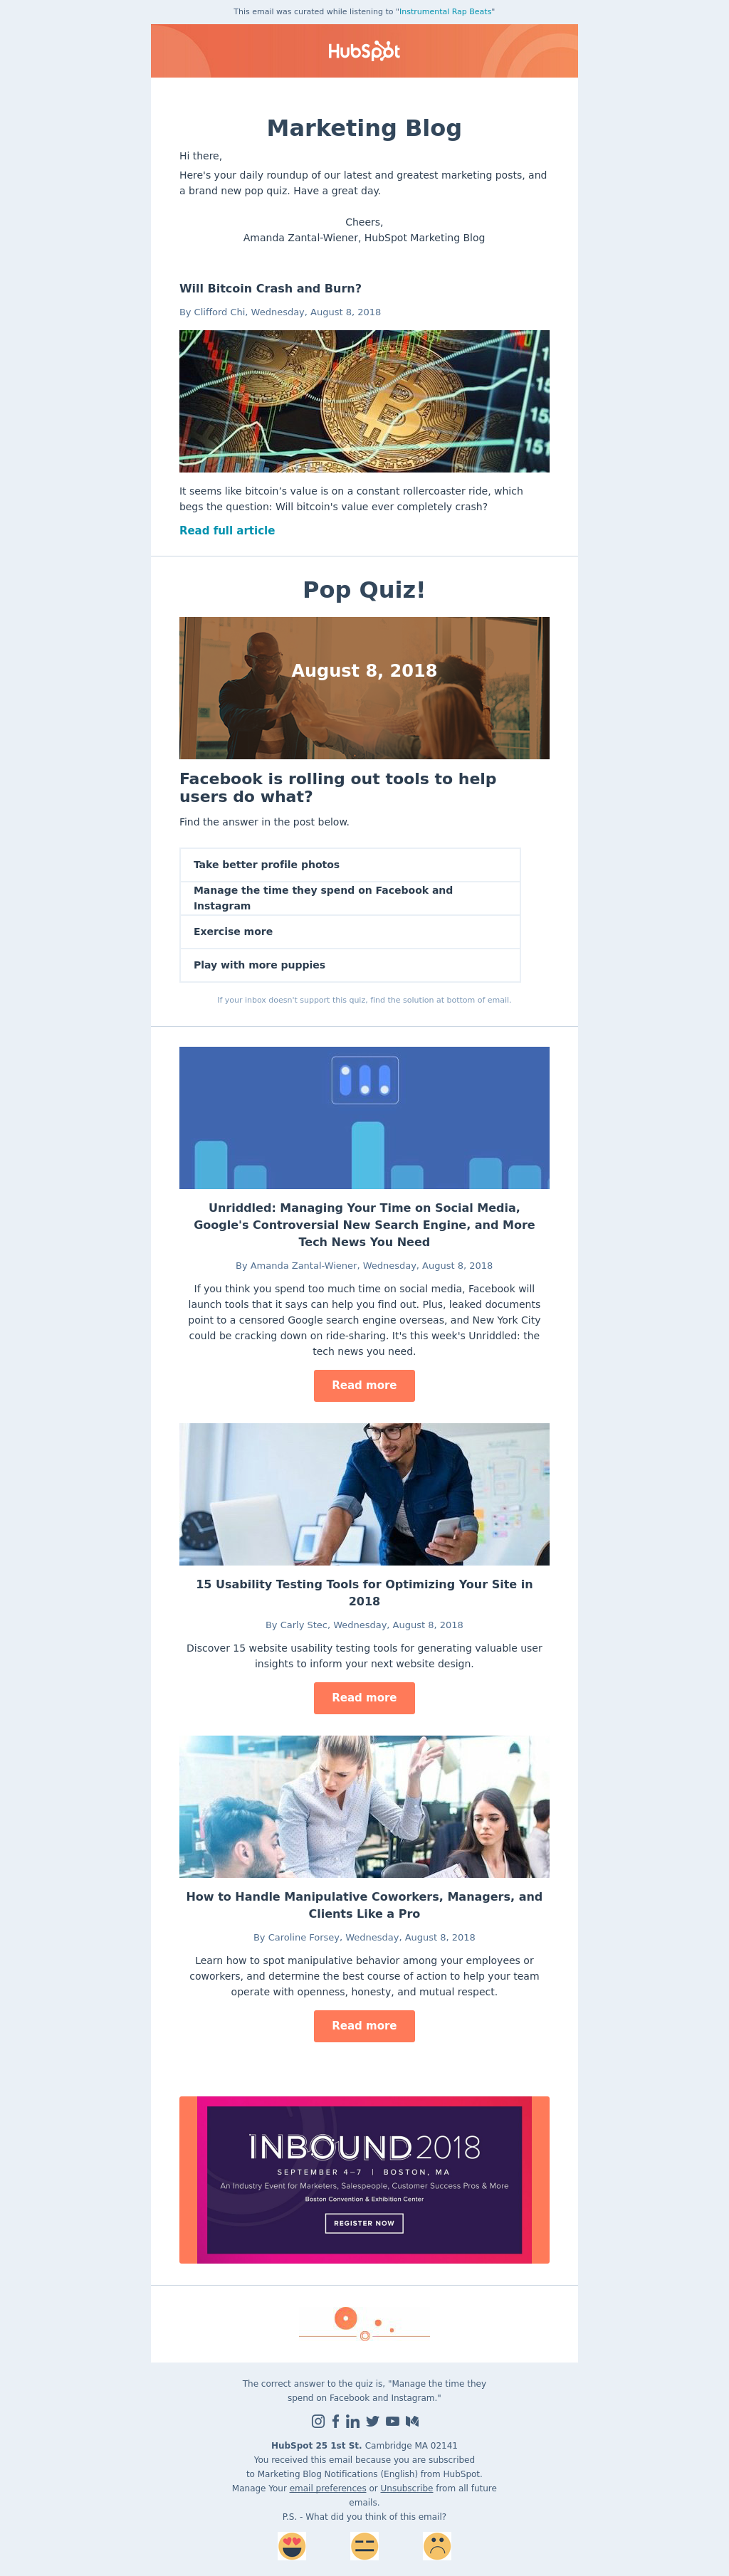 This email was curated while listening to "Instrumental Rap Beats"
HubSpot
Marketing Blog
Hi there,
Here's your daily roundup of our latest and greatest marketing posts, and
a brand new pop quiz. Have a great day.
Cheers,
Amanda Zantal-Wiener, HubSpot Marketing Blog
Will Bitcoin Crash and Burn?
By Clifford Chi, Wednesday, August 8, 2018
It seems like bitcoin’s value is on a constant rollercoaster ride, which
begs the question: Will bitcoin's value ever completely crash?
Read full article
Pop Quiz!
August 8, 2018
Facebook is rolling out tools to help
users do what?
Find the answer in the post below.
Take better profile photos
Manage the time they spend on Facebook and
Instagram
Exercise more
Play with more puppies
If your inbox doesn't support this quiz, find the solution at bottom of email.
Unriddled: Managing Your Time on Social Media,
Google's Controversial New Search Engine, and More
Tech News You Need
By Amanda Zantal-Wiener, Wednesday, August 8, 2018
If you think you spend too much time on social media, Facebook will
launch tools that it says can help you find out. Plus, leaked documents
point to a censored Google search engine overseas, and New York City
could be cracking down on ride-sharing. It's this week's Unriddled: the
tech news you need.
Read more
15 Usability Testing Tools for Optimizing Your Site in
2018
By Carly Stec, Wednesday, August 8, 2018
Discover 15 website usability testing tools for generating valuable user
insights to inform your next website design.
Read more
How to Handle Manipulative Coworkers, Managers, and
Clients Like a Pro
By Caroline Forsey, Wednesday, August 8, 2018
Learn how to spot manipulative behavior among your employees or
coworkers, and determine the best course of action to help your team
operate with openness, honesty, and mutual respect.
Read more
INBOUND 2018
SEPTEMBER 4–7 | BOSTON, MA
An Industry Event for Marketers, Salespeople, Customer Success Pros & More
Boston Convention & Exhibition Center
REGISTER NOW
The correct answer to the quiz is, "Manage the time they
spend on Facebook and Instagram."
HubSpot 25 1st St. Cambridge MA 02141
You received this email because you are subscribed
to Marketing Blog Notifications (English) from HubSpot.
Manage Your email preferences or Unsubscribe from all future
emails.
P.S. - What did you think of this email?